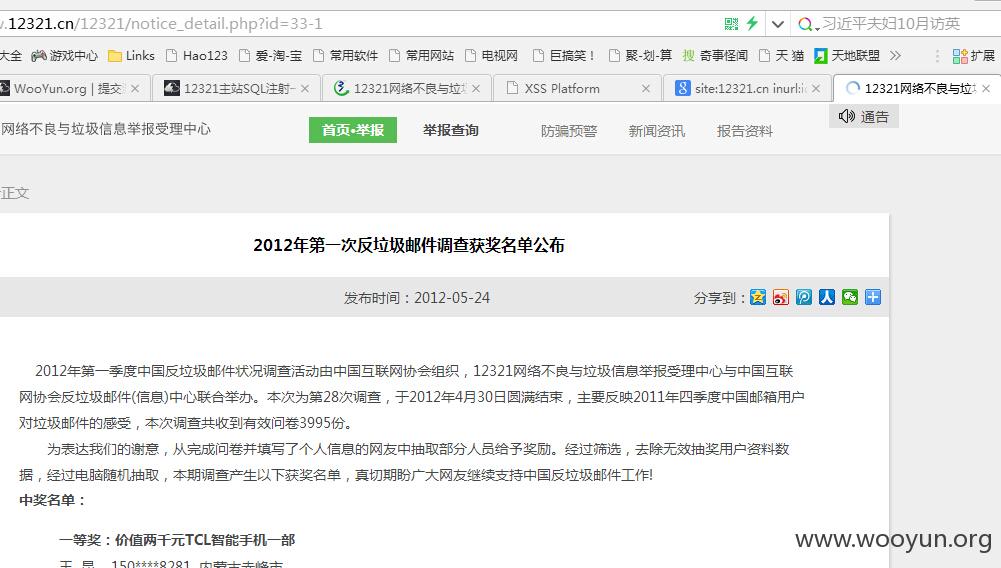 .12321.cn/12321/notice_detail.php?id=33-1 习近平夫妇10月访英
大全 游戏中心 Links Hao123 爱-淘-宝 常用软件 常用网站 电视网 巨搞笑！ 聚-划-算 搜 奇事怪闻 天 猫 天地联盟 » 扩展
WooYun.org | 提交 × 12321主站SQL注射- × 12321网络不良与垃圾 × XSS Platform × site:12321.cn inurl:i × 12321网络不良与垃圾 ×
网络不良与垃圾信息举报受理中心 首页•举报 举报查询 防骗预警 新闻资讯 报告资料 通告
正文
2012年第一次反垃圾邮件调查获奖名单公布
发布时间：2012-05-24 分享到：
2012年第一季度中国反垃圾邮件状况调查活动由中国互联网协会组织，12321网络不良与垃圾信息举报受理中心与中国互联
网协会反垃圾邮件(信息)中心联合举办。本次为第28次调查，于2012年4月30日圆满结束，主要反映2011年四季度中国邮箱用户
对垃圾邮件的感受，本次调查共收到有效问卷3995份。
为表达我们的谢意，从完成问卷并填写了个人信息的网友中抽取部分人员给予奖励。经过筛选，去除无效抽奖用户资料数
据，经过电脑随机抽取，本期调查产生以下获奖名单，真切期盼广大网友继续支持中国反垃圾邮件工作!
中奖名单：
一等奖：价值两千元TCL智能手机一部
王 昆 150****8281 内蒙古赤峰市
www.wooyun.org